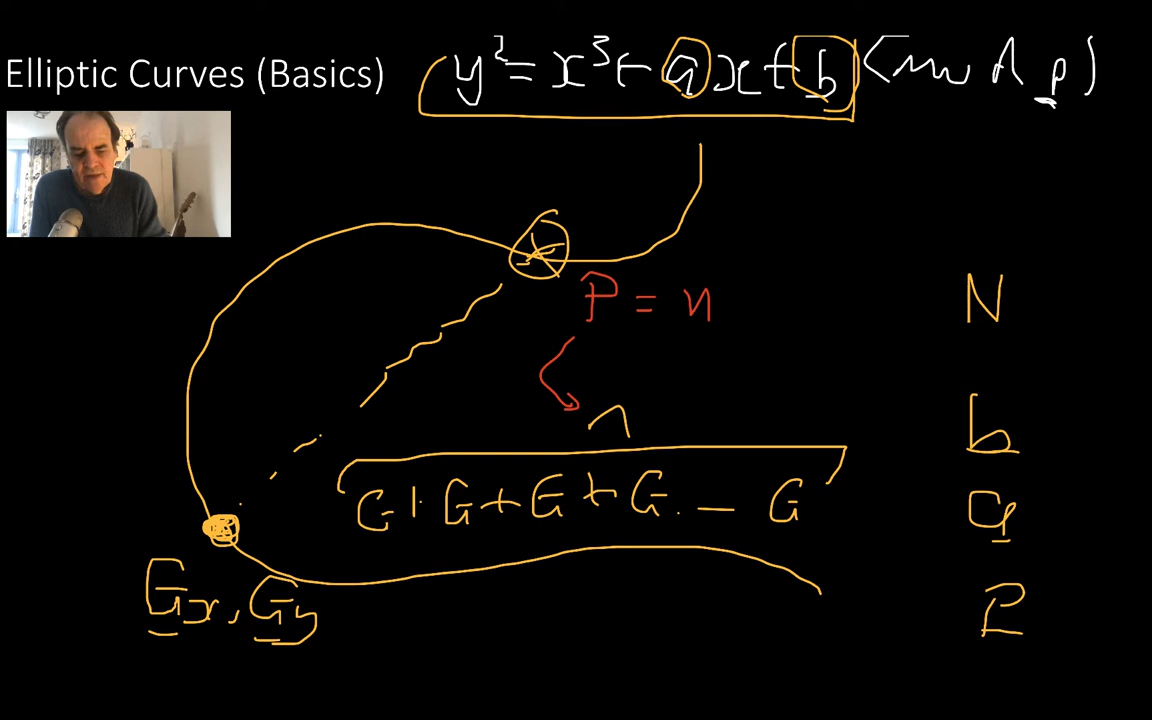 Elliptic Curves (Basics)
y² = x³ + ax + b (mod p)
P = n
N
n
b
G + G + G + G . _ G
a
Gx, Gy
P